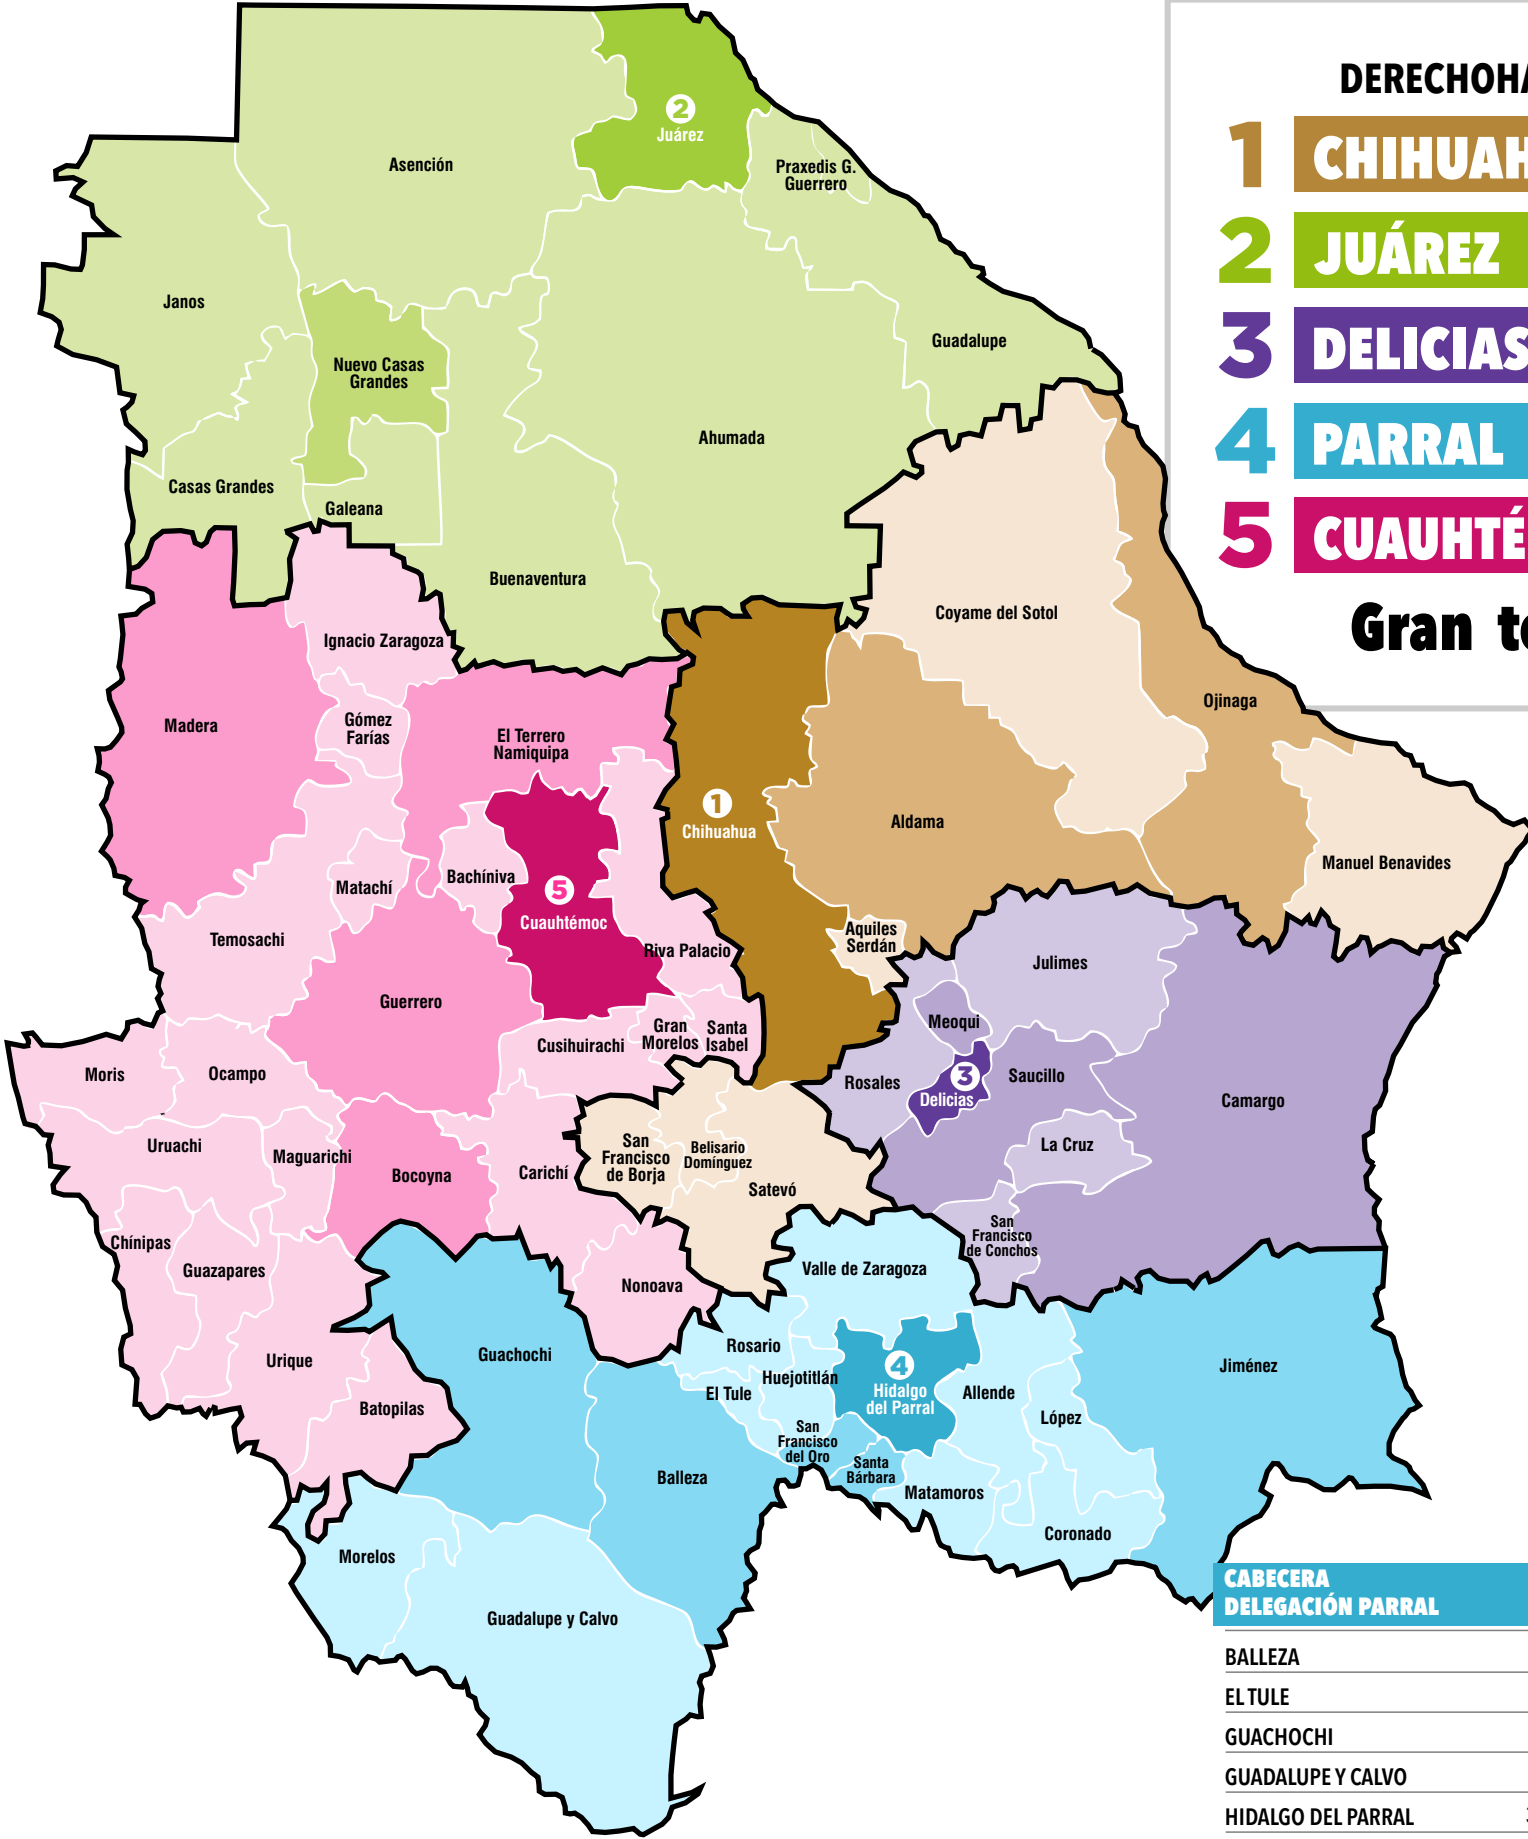 2
Juárez
Asención
Praxedis G.
Guerrero
Janos
Guadalupe
Nuevo Casas
Grandes
Ahumada
Casas Grandes
Galeana
Buenaventura
Coyame del Sotol
Ignacio Zaragoza
Madera
Gómez
Farías
El Terrero
Namiquipa
Ojinaga
1
Chihuahua
Aldama
Manuel Benavides
Bachíniva
Matachí
5
Cuauhtémoc
Temosachi
Riva Palacio
Aquiles
Serdán
Julimes
Guerrero
Meoqui
Gran
Morelos
Santa
Isabel
Cusihuirachi
Moris
Ocampo
Rosales
3
Delicias
Saucillo
Camargo
Uruachi
Maguarichi
Bocoyna
Carichí
San
Francisco
de Borja
Belisario
Domínguez
Satevó
La Cruz
Chínipas
Guazapares
San
Francisco
de Conchos
Valle de Zaragoza
Nonoava
Urique
Guachochi
Rosario
Huejotitlán
El Tule
4
Hidalgo
del Parral
Allende
Jiménez
Batopilas
López
San
Francisco
del Oro
Santa
Bárbara
Balleza
Matamoros
Coronado
Morelos
Guadalupe y Calvo
DERECHOHA
1 CHIHUAH
2 JUÁREZ
3 DELICIAS
4 PARRAL
5 CUAUHTÉ
Gran to
CABECERA
DELEGACIÓN PARRAL
BALLEZA
EL TULE
GUACHOCHI
GUADALUPE Y CALVO
HIDALGO DEL PARRAL